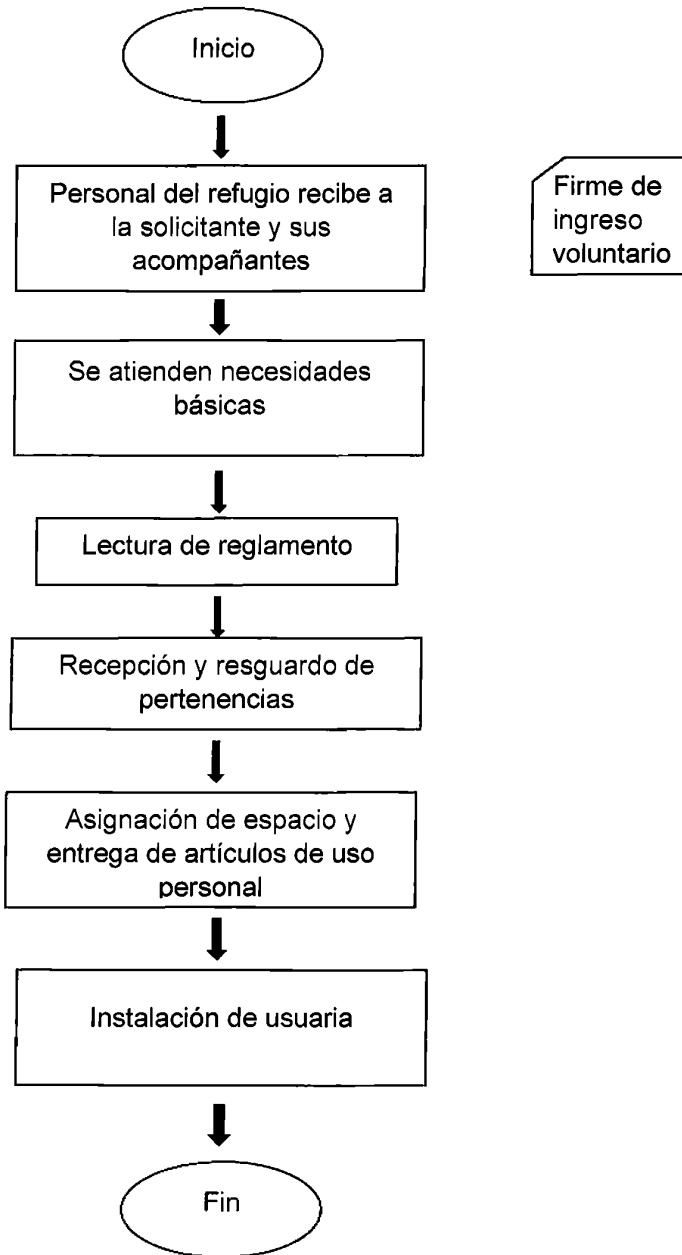 Inicio
Personal del refugio recibe a
la solicitante y sus
acompañantes
Firme de
ingreso
voluntario
Se atienden necesidades
básicas
Lectura de reglamento
Recepción y resguardo de
pertenencias
Asignación de espacio y
entrega de artículos de uso
personal
Instalación de usuaria
Fin